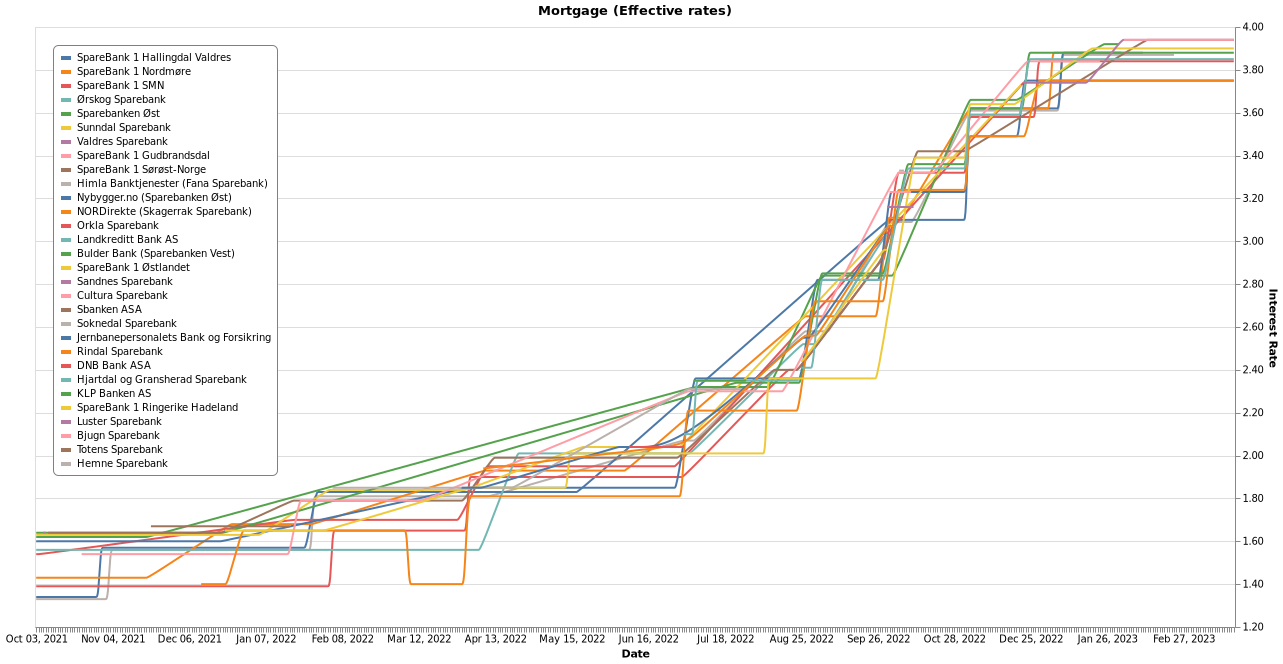 Mortgage (Effective rates)
SpareBank 1 Hallingdal Valdres
SpareBank 1 Nordmøre
SpareBank 1 SMN
Ørskog Sparebank
Sparebanken Øst
Sunndal Sparebank
Valdres Sparebank
SpareBank 1 Gudbrandsdal
SpareBank 1 Sørøst-Norge
Himla Banktjenester (Fana Sparebank)
Nybygger.no (Sparebanken Øst)
NORDirekte (Skagerrak Sparebank)
Orkla Sparebank
Landkreditt Bank AS
Bulder Bank (Sparebanken Vest)
SpareBank 1 Østlandet
Sandnes Sparebank
Cultura Sparebank
Sbanken ASA
Soknedal Sparebank
Jernbanepersonalets Bank og Forsikring
Rindal Sparebank
DNB Bank ASA
Hjartdal og Gransherad Sparebank
KLP Banken AS
SpareBank 1 Ringerike Hadeland
Luster Sparebank
Bjugn Sparebank
Totens Sparebank
Hemne Sparebank
4.00
3.80
3.60
3.40
3.20
3.00
2.80
2.60
2.40
2.20
2.00
1.80
1.60
1.40
1.20
Interest Rate
Oct 03, 2021 Nov 04, 2021 Dec 06, 2021 Jan 07, 2022 Feb 08, 2022 Mar 12, 2022 Apr 13, 2022 May 15, 2022 Jun 16, 2022 Jul 18, 2022 Aug 25, 2022 Sep 26, 2022 Oct 28, 2022 Dec 25, 2022 Jan 26, 2023 Feb 27, 2023
Date